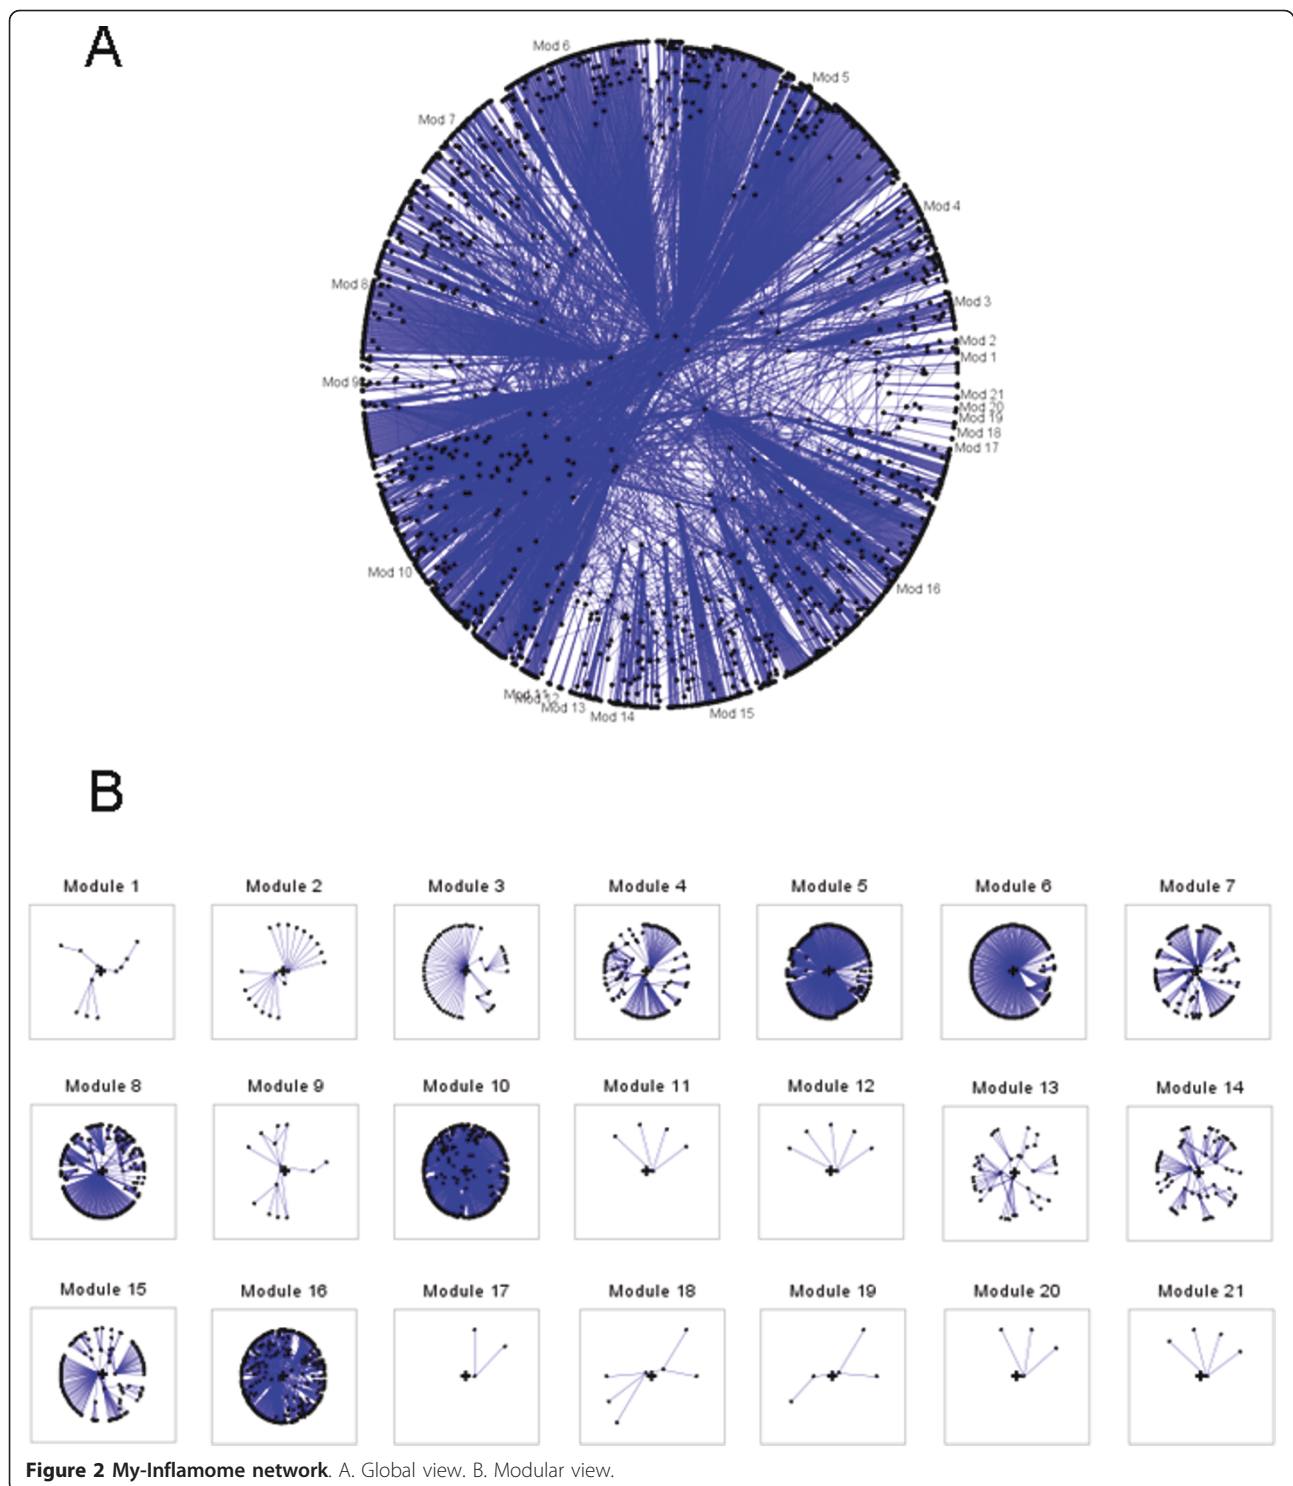 A
Mod 6
Mod 5
Mod 7
Mod 4
Mod 8
Mod 3
Mod 2
Mod 1
Mod 9
Mod 21
Mod 20
Mod 19
Mod 18
Mod 17
Mod 10
Mod 16
Mod 11
Mod 12
Mod 13
Mod 14
Mod 15
B
Module 1 Module 2 Module 3 Module 4 Module 5 Module 6 Module 7
Module 8 Module 9 Module 10 Module 11 Module 12 Module 13 Module 14
Module 15 Module 16 Module 17 Module 18 Module 19 Module 20 Module 21
Figure 2 My-Inflamome network. A. Global view. B. Modular view.